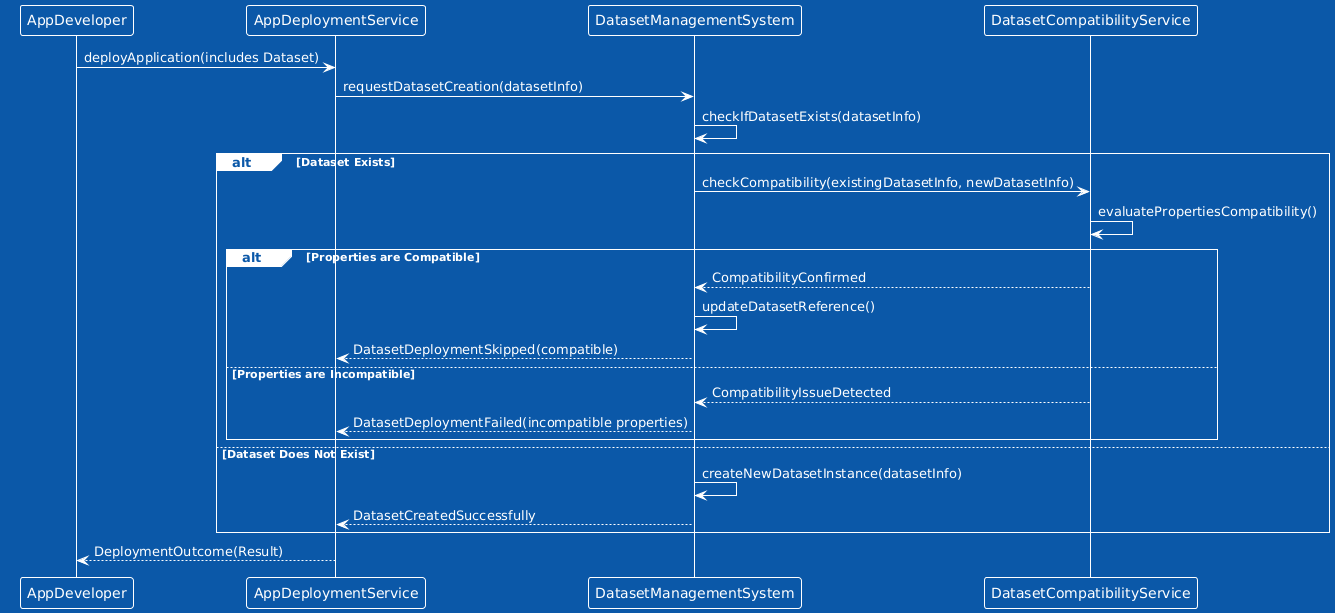 AppDeveloper
AppDeploymentService
DatasetManagementSystem
DatasetCompatibilityService
deployApplication(includes Dataset)
requestDatasetCreation(datasetInfo)
checkIfDatasetExists(datasetInfo)
alt [Dataset Exists]
checkCompatibility(existingDatasetInfo, newDatasetInfo)
evaluatePropertiesCompatibility()
alt [Properties are Compatible]
CompatibilityConfirmed
updateDatasetReference()
DatasetDeploymentSkipped(compatible)
[Properties are Incompatible]
CompatibilityIssueDetected
DatasetDeploymentFailed(incompatible properties)
[Dataset Does Not Exist]
createNewDatasetInstance(datasetInfo)
DatasetCreatedSuccessfully
DeploymentOutcome(Result)
AppDeveloper
AppDeploymentService
DatasetManagementSystem
DatasetCompatibilityService